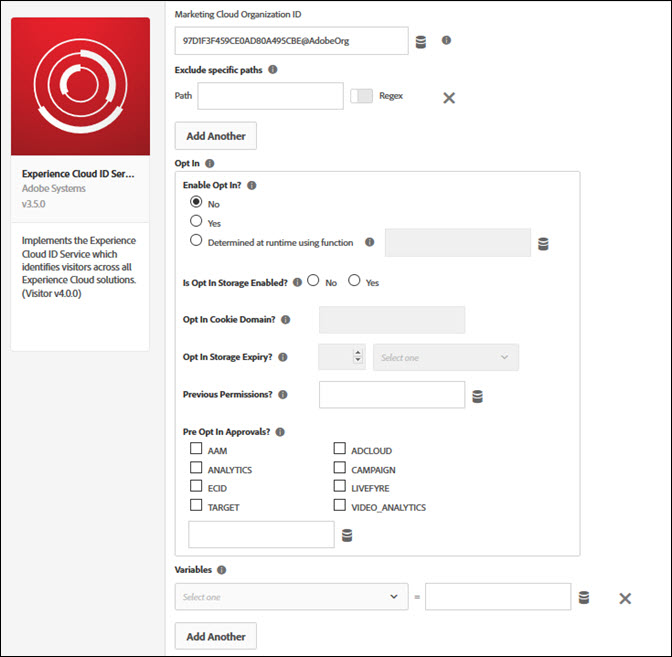 Marketing Cloud Organization ID
97D1F3F459CE0AD80A495CBE@AdobeOrg
Exclude specific paths
Path Regex
Add Another
Experience Cloud ID Ser...
Adobe Systems
v3.5.0
Implements the Experience
Cloud ID Service which
identifies visitors across all
Experience Cloud solutions.
(Visitor v4.0.0)
Opt In
Enable Opt In?
No
Yes
Determined at runtime using function
Is Opt In Storage Enabled? No Yes
Opt In Cookie Domain?
Opt In Storage Expiry? Select one
Previous Permissions?
Pre Opt In Approvals?
AAM ADCLOUD
ANALYTICS CAMPAIGN
ECID LIVEFYRE
TARGET VIDEO_ANALYTICS
Variables
Select one =
Add Another